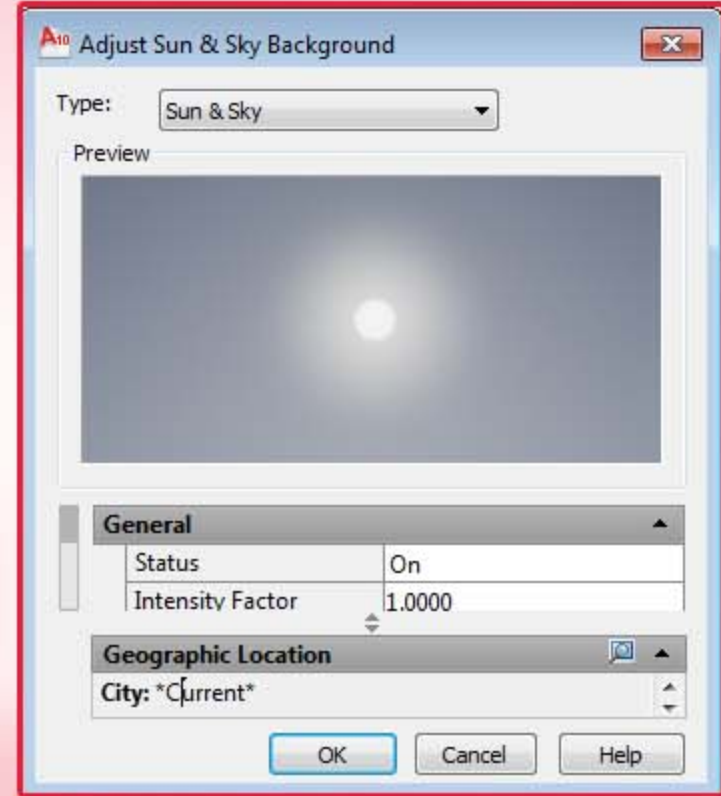 A10 Adjust Sun & Sky Background
Type: Sun & Sky
Preview
General
Status On
Intensity Factor 1.0000
Geographic Location
City: *Current*
OK Cancel Help